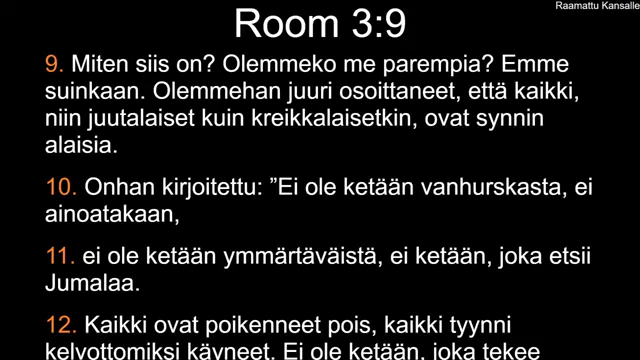 Raamattu Kansalle
Room 3:9
9. Miten siis on? Olemmeko me parempia? Emme
suinkaan. Olemmehan juuri osoittaneet, että kaikki,
niin juutalaiset kuin kreikkalaisetkin, ovat synnin
alaisia.
10. Onhan kirjoitettu: ”Ei ole ketään vanhurskasta, ei
ainoatakaan,
11. ei ole ketään ymmärtäväistä, ei ketään, joka etsii
Jumalaa.
12. Kaikki ovat poikenneet pois, kaikki tyynni
kelvottomiksi käyneet. Ei ole ketään, joka tekee